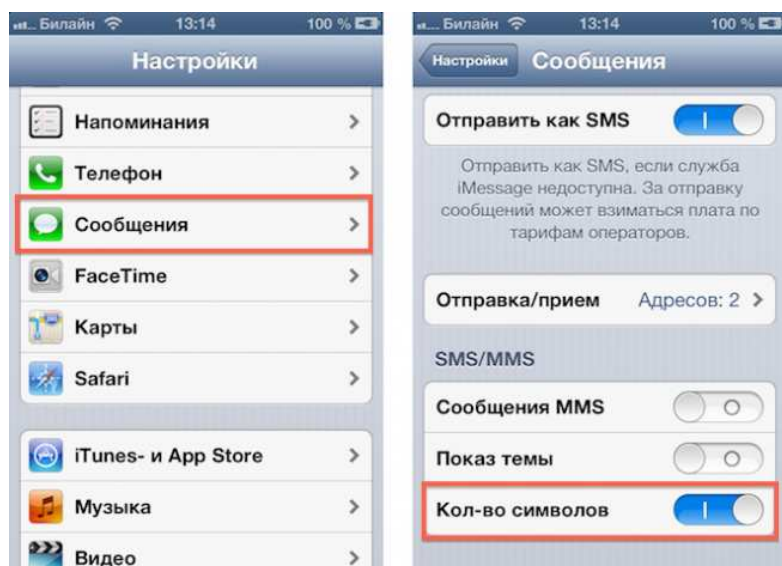 Билайн 13:14 100 %
Настройки
Напоминания
Телефон
Сообщения
FaceTime
Карты
Safari
iTunes- и App Store
Музыка
Видео
Билайн 13:14 100 %
Настройки Сообщения
Отправить как SMS
Отправить как SMS, если служба
iMessage недоступна. За отправку
сообщений может взиматься плата по
тарифам операторов.
Отправка/прием Адресов: 2
SMS/MMS
Сообщения MMS
Показ темы
Кол-во символов